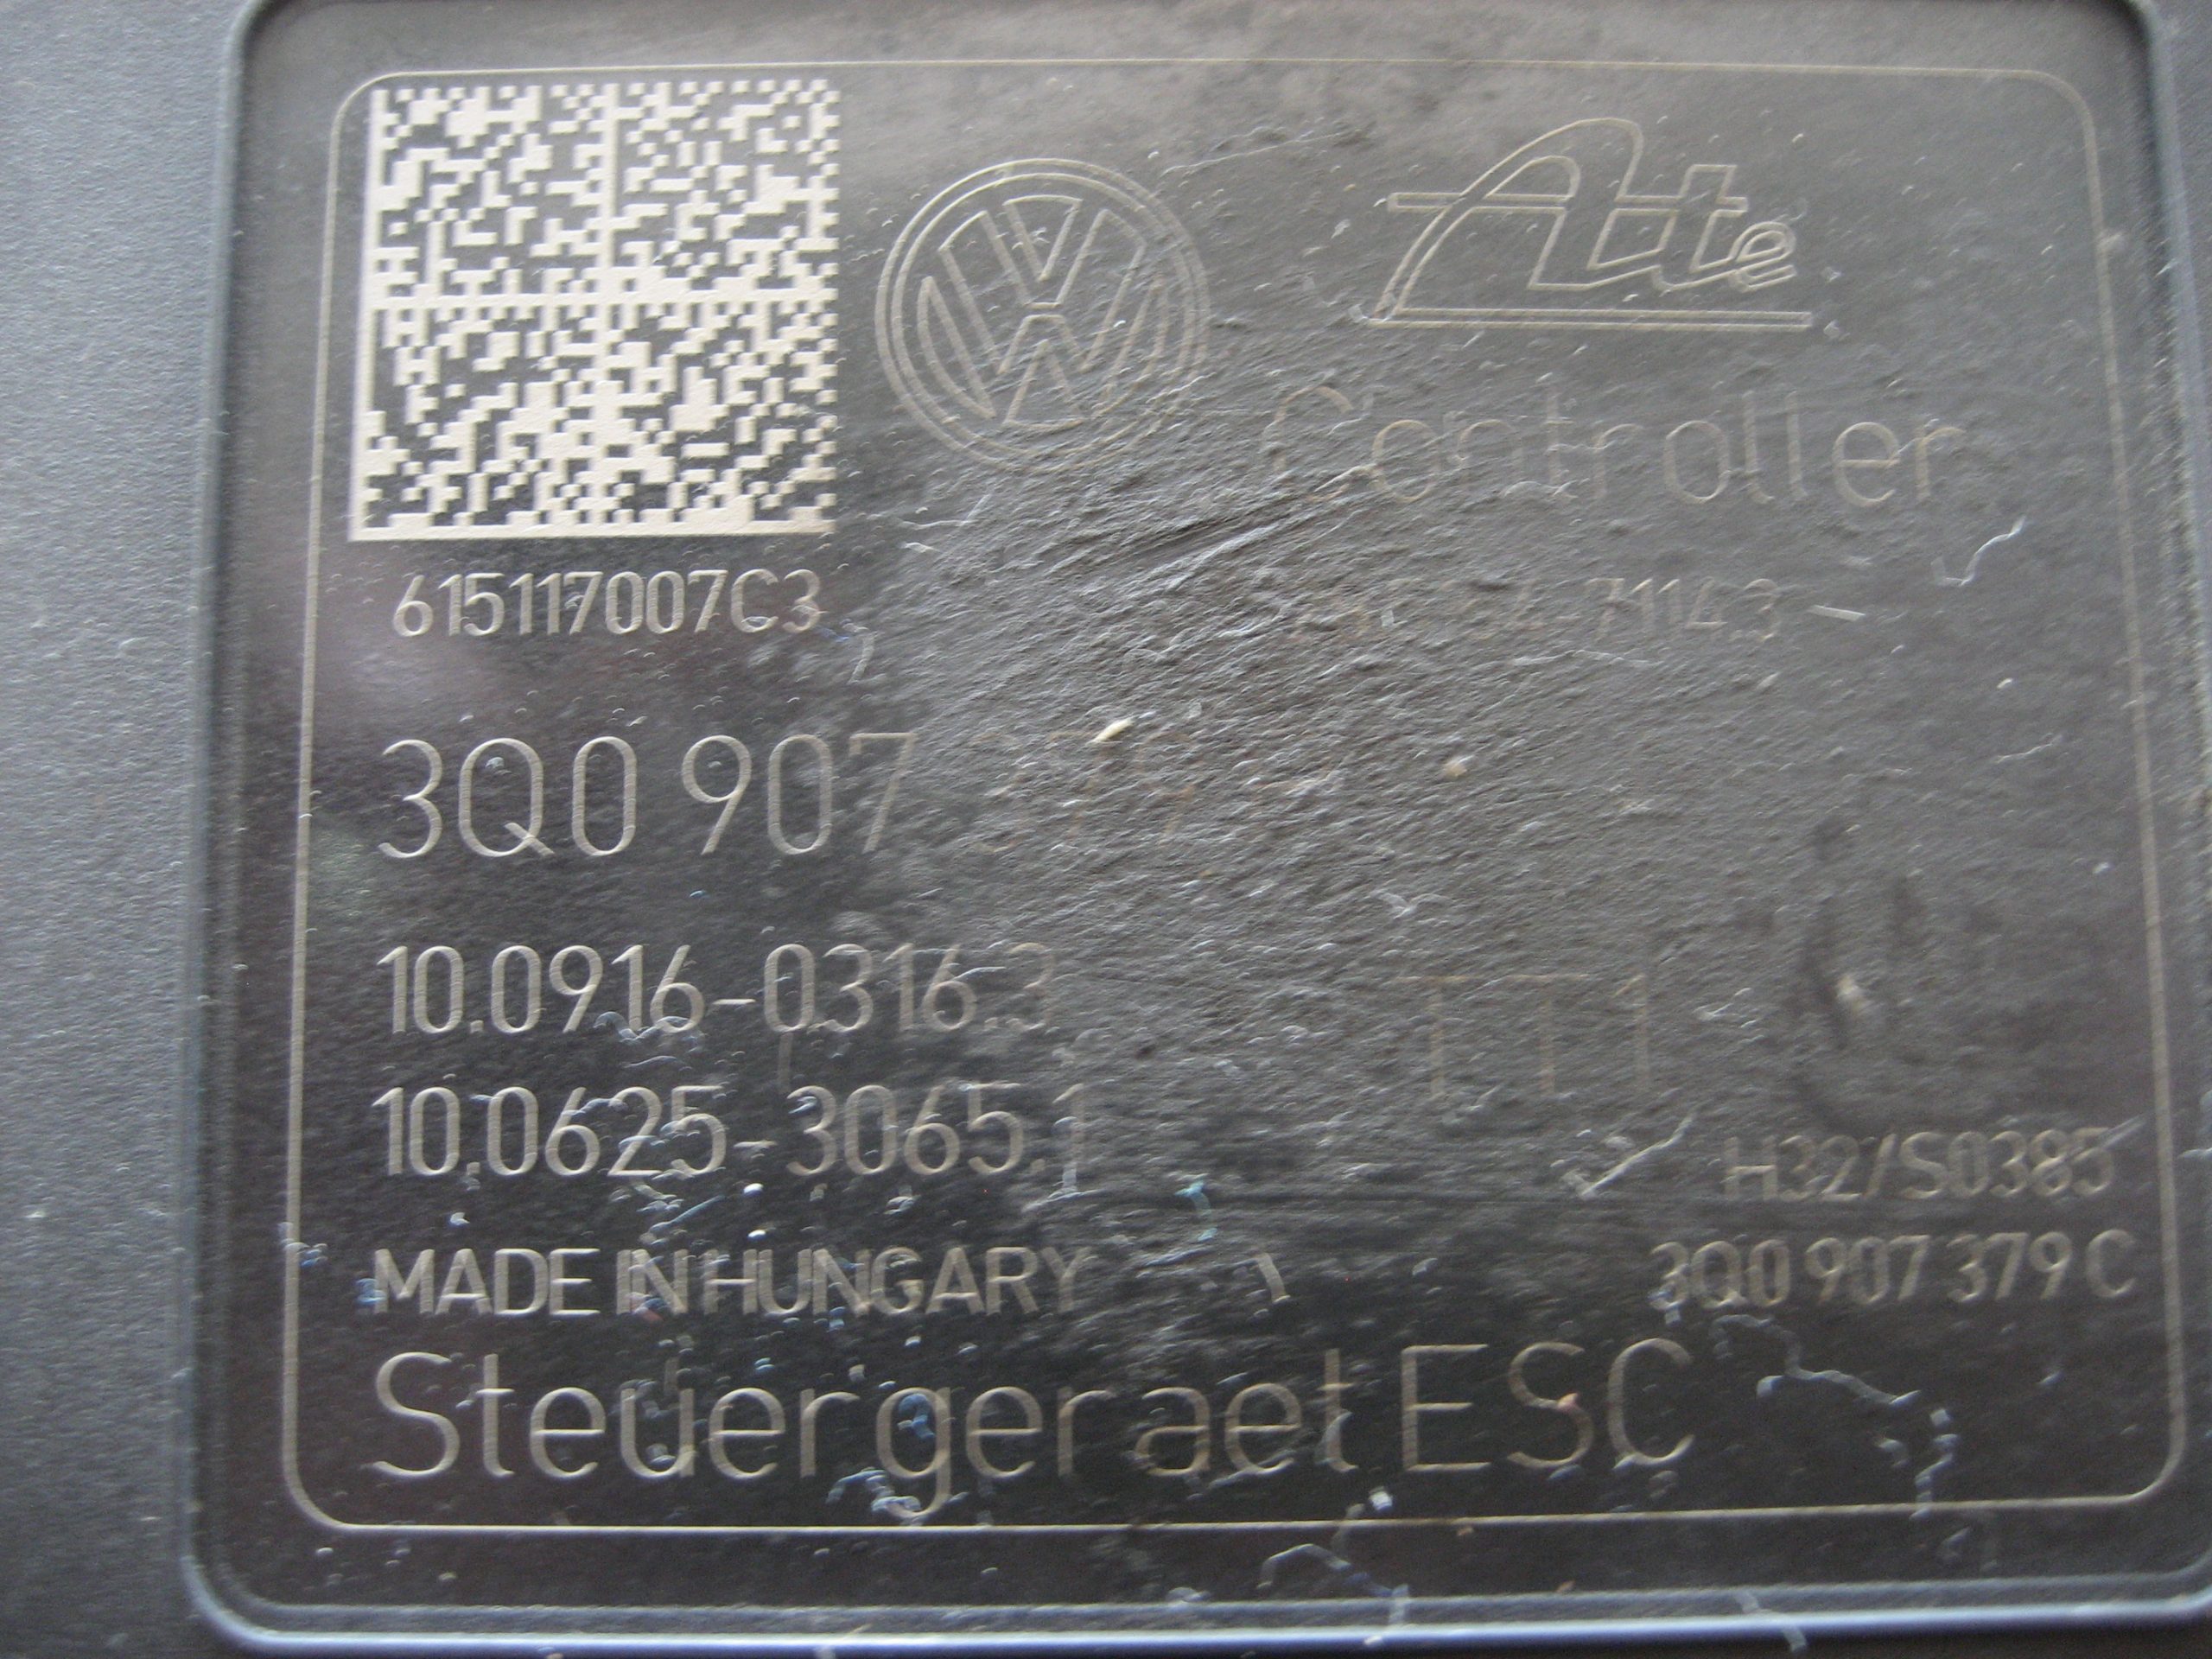 Ate
Controller
615117007C3
3Q0 907
10.0916-0316.3
TT1
10.0625-3065.1
H32/S0385
MADE IN HUNGARY
3Q0 907 379 C
Steuergeraet ESC